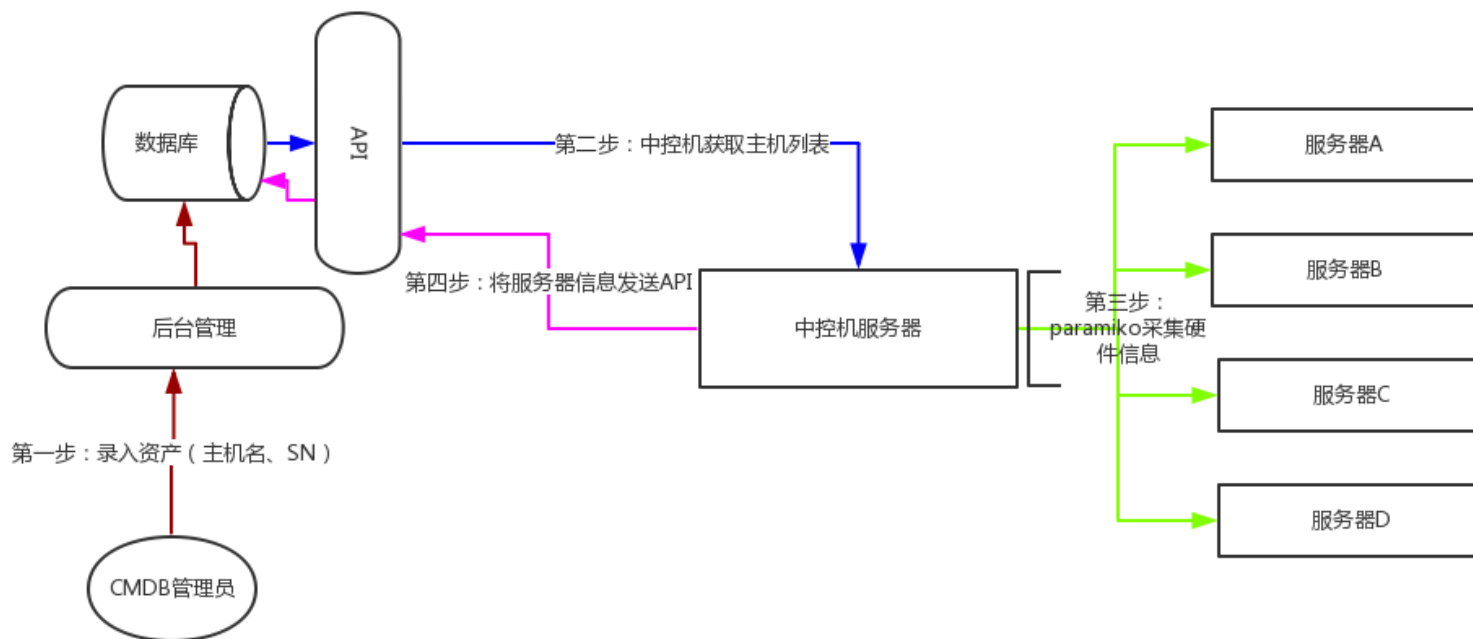 数据库
API
第二步：中控机获取主机列表
服务器A
服务器B
第四步：将服务器信息发送API
第三步：
paramiko采集硬
件信息
后台管理
中控机服务器
服务器C
第一步：录入资产（主机名、SN）
服务器D
CMDB管理员